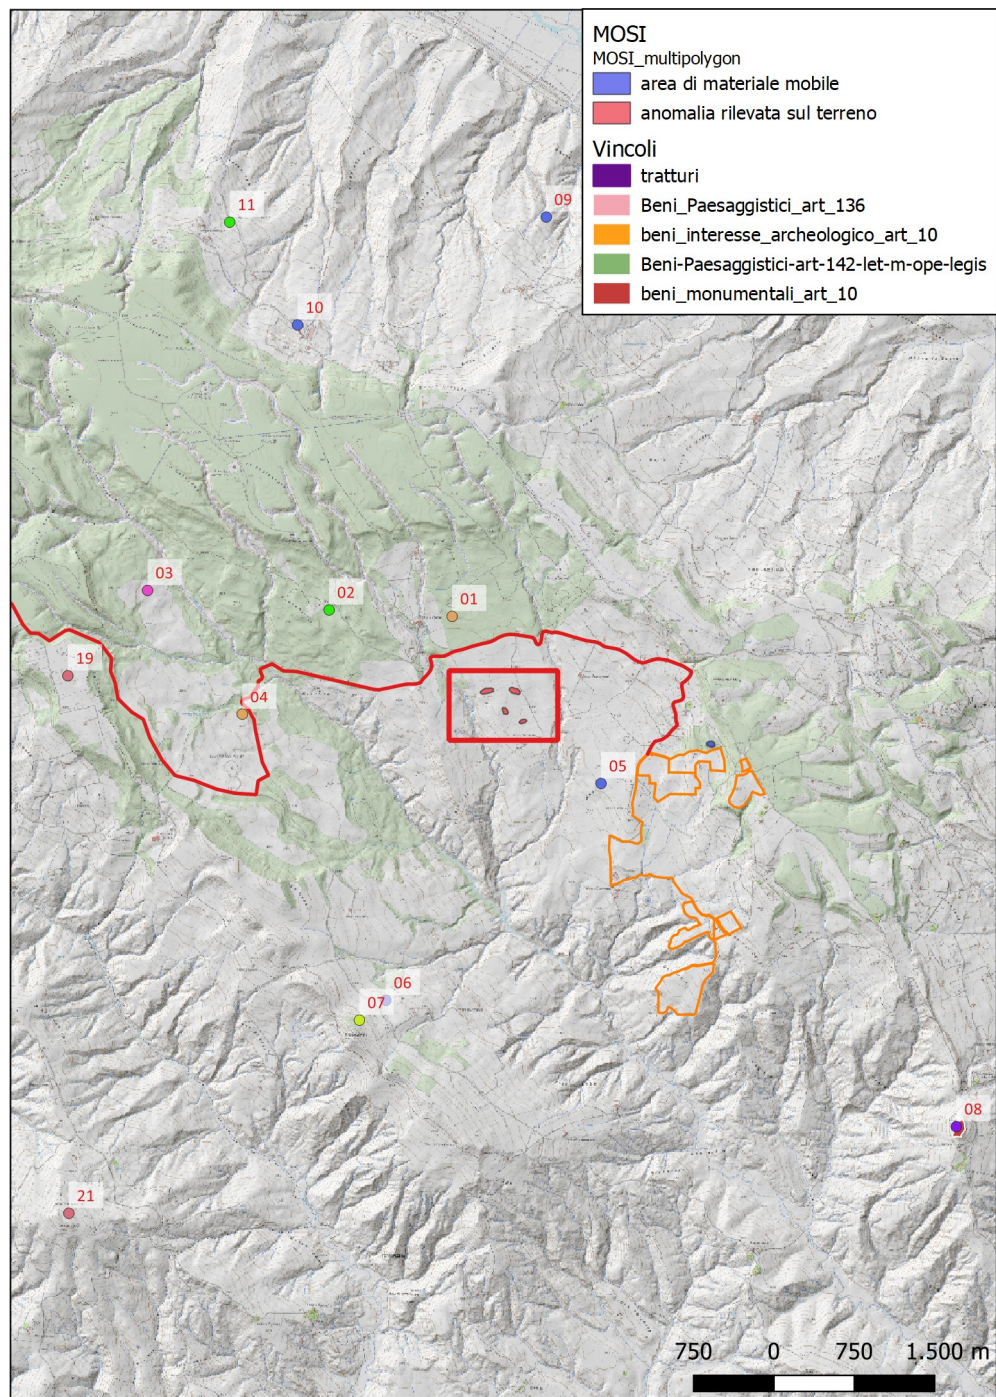 MOSI
MOSI_multipolygon
area di materiale mobile
anomalia rilevata sul terreno
Vincoli
tratturi
Beni_Paesaggistici_art_136
beni_interesse_archeologico_art_10
Beni-Paesaggistici-art-142-let-m-ope-legis
beni_monumentali_art_10
11
09
10
03
02
01
19
04
05
06
07
08
21
750 0 750 1.500 m